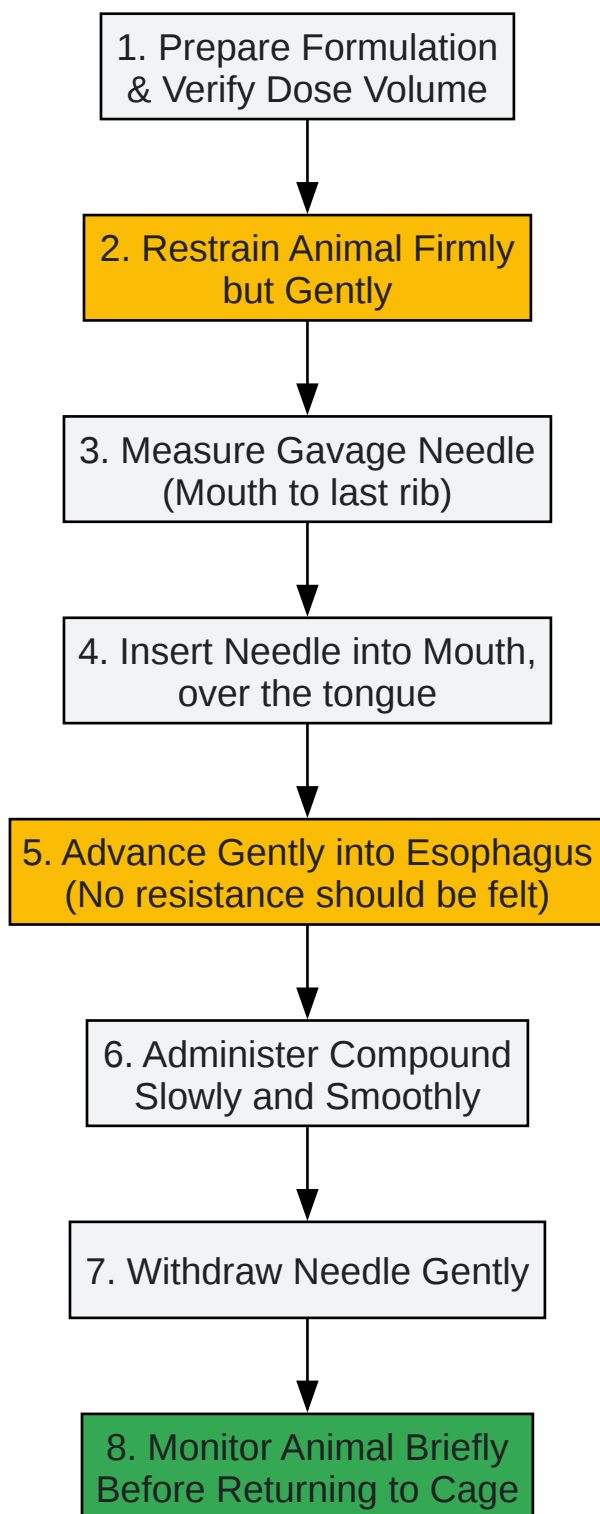 1. Prepare Formulation
& Verify Dose Volume
2. Restrain Animal Firmly
but Gently
3. Measure Gavage Needle
(Mouth to last rib)
4. Insert Needle into Mouth,
over the tongue
5. Advance Gently into Esophagus
(No resistance should be felt)
6. Administer Compound
Slowly and Smoothly
7. Withdraw Needle Gently
8. Monitor Animal Briefly
Before Returning to Cage